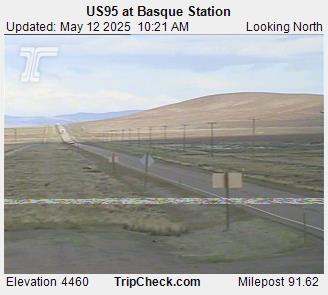 US95 at Basque Station
Updated: May 12 2025 10:21 AM
Looking North
Elevation 4460
TripCheck.com
Milepost 91.62